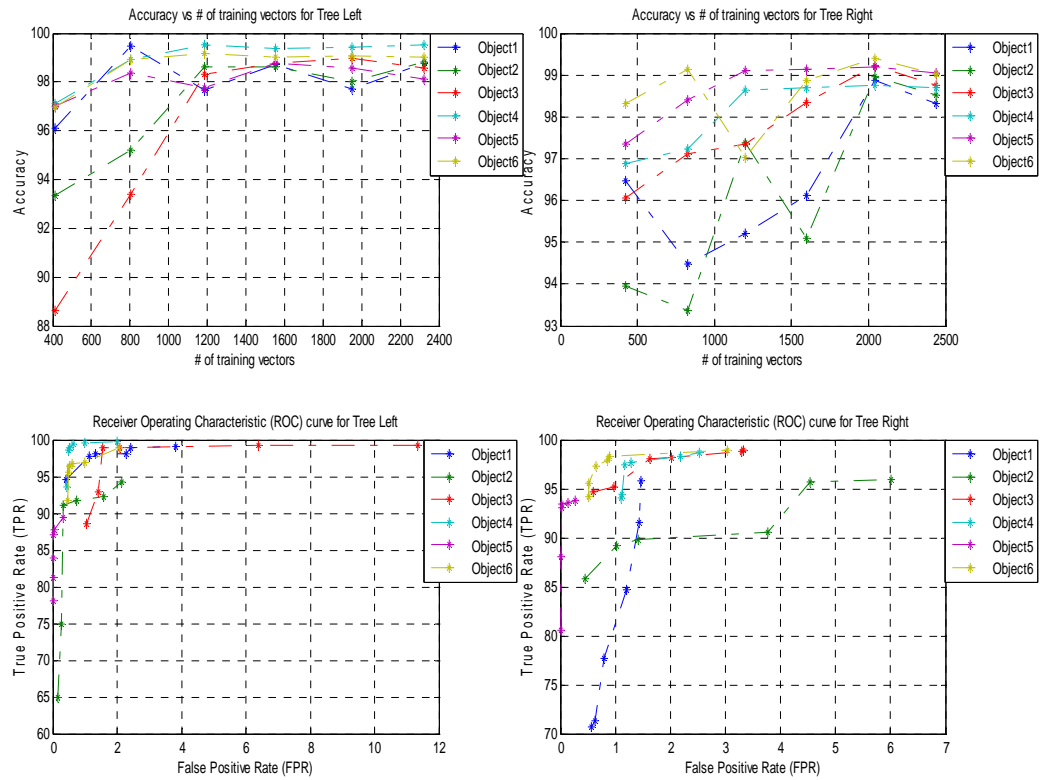 Accuracy vs # of training vectors for Tree Left
100
98
96
94
92
90
88
Accuracy
400 600 800 1000 1200 1400 1600 1800 2000 2200 2400
# of training vectors
Object1
Object2
Object3
Object4
Object5
Object6
Accuracy vs # of training vectors for Tree Right
100
99
98
97
96
95
94
93
Accuracy
0 500 1000 1500 2000 2500
# of training vectors
Object1
Object2
Object3
Object4
Object5
Object6
Receiver Operating Characteristic (ROC) curve for Tree Left
100
95
90
85
80
75
70
65
60
True Positive Rate (TPR)
0 2 4 6 8 10 12
False Positive Rate (FPR)
Object1
Object2
Object3
Object4
Object5
Object6
Receiver Operating Characteristic (ROC) curve for Tree Right
100
95
90
85
80
75
70
True Positive Rate (TPR)
0 1 2 3 4 5 6 7
False Positive Rate (FPR)
Object1
Object2
Object3
Object4
Object5
Object6